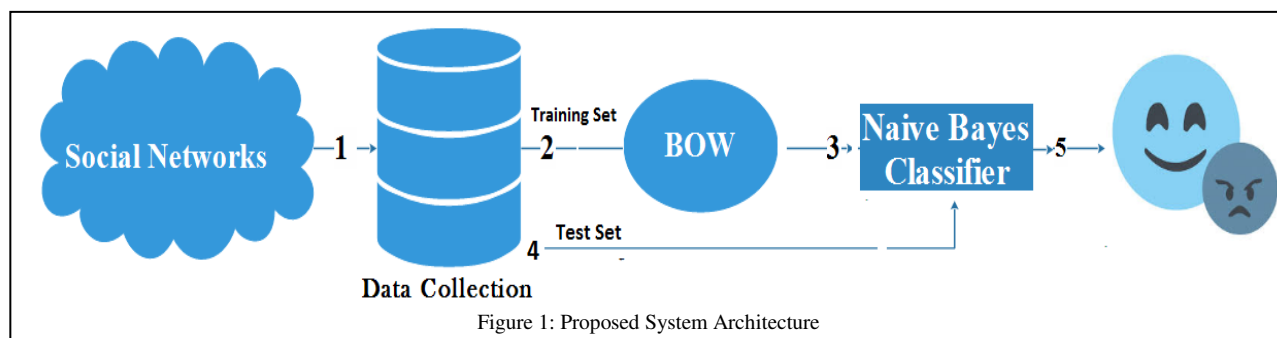 Social Networks
1
Data Collection
Training Set
2
BOW
3
Naive Bayes
Classifier
4
Test Set
5
Figure 1: Proposed System Architecture